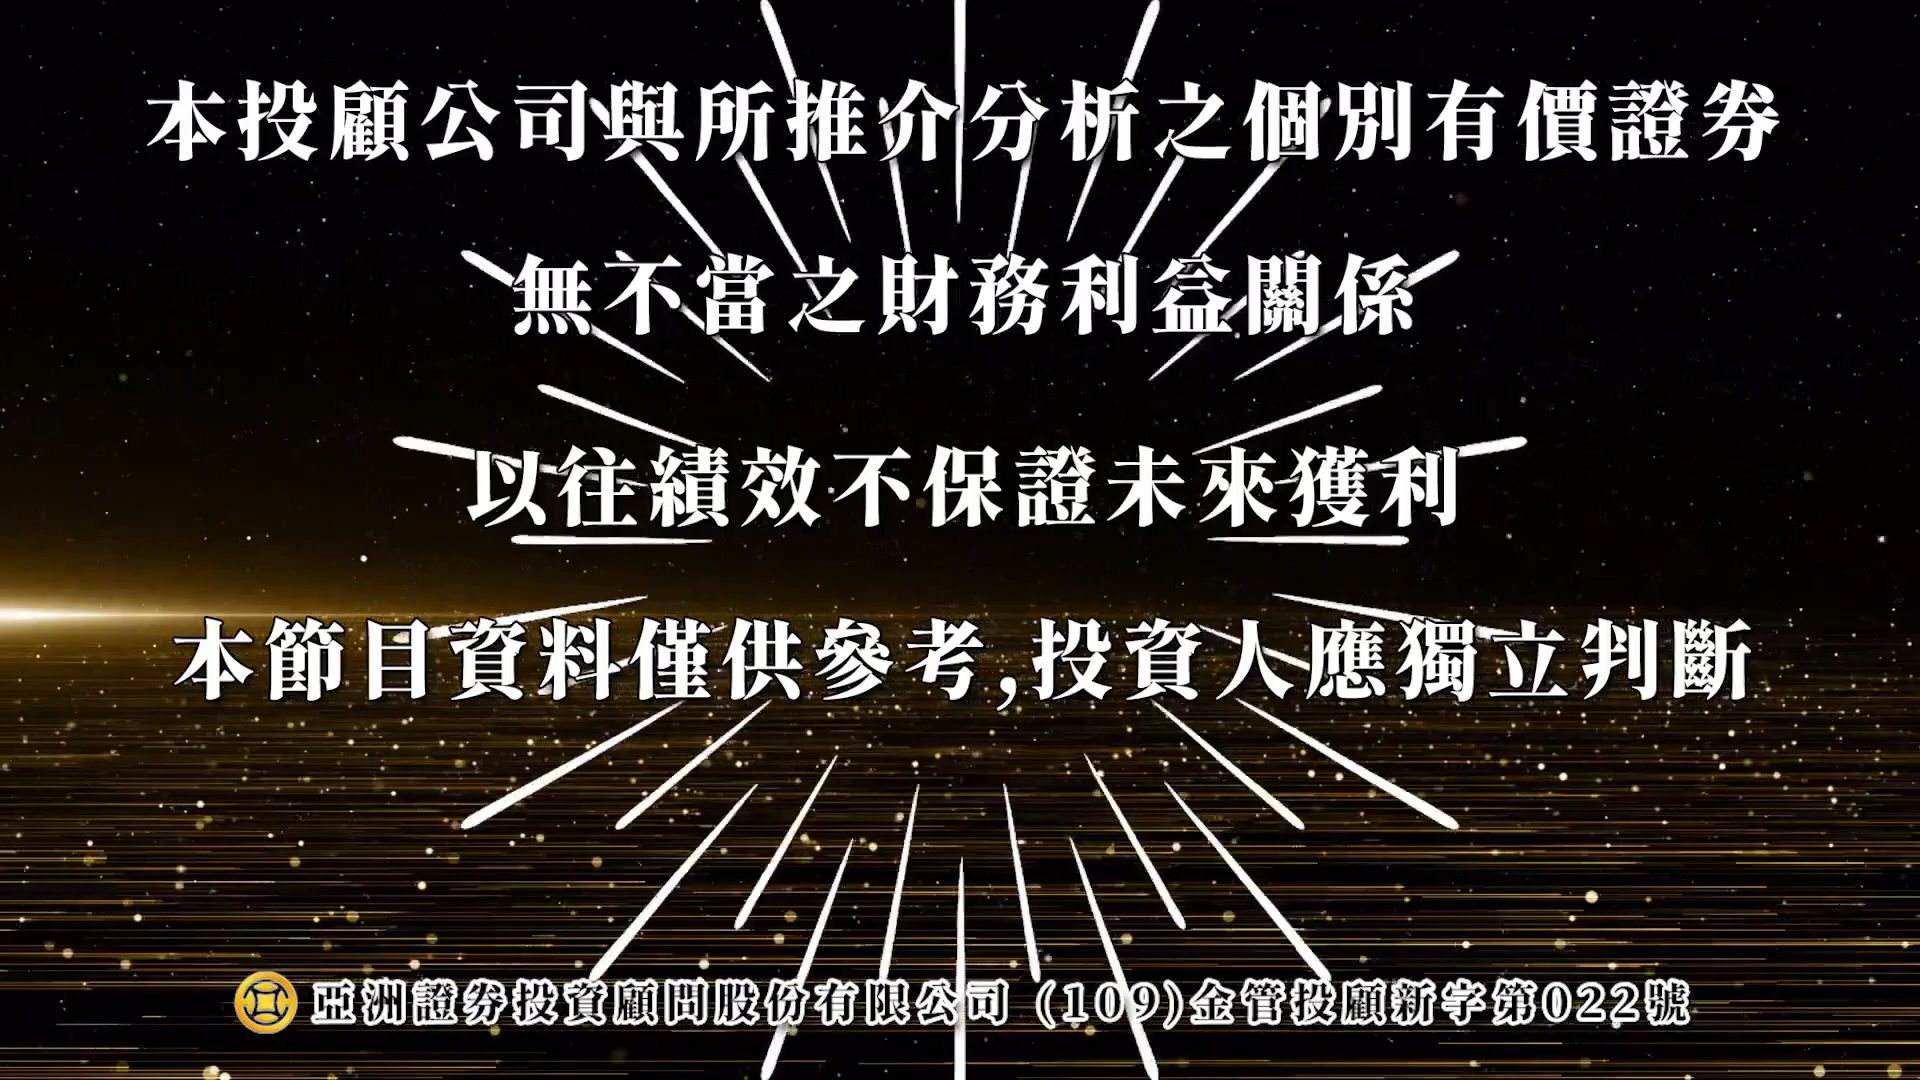 本投顧公司與所推介分析之個別有價證券
無不當之財務利益關係
以往績效不保證未來獲利
本節目資料僅供參考,投資人應獨立判斷
亞洲證券投資顧問股份有限公司 (109)金管投顧新字第022號